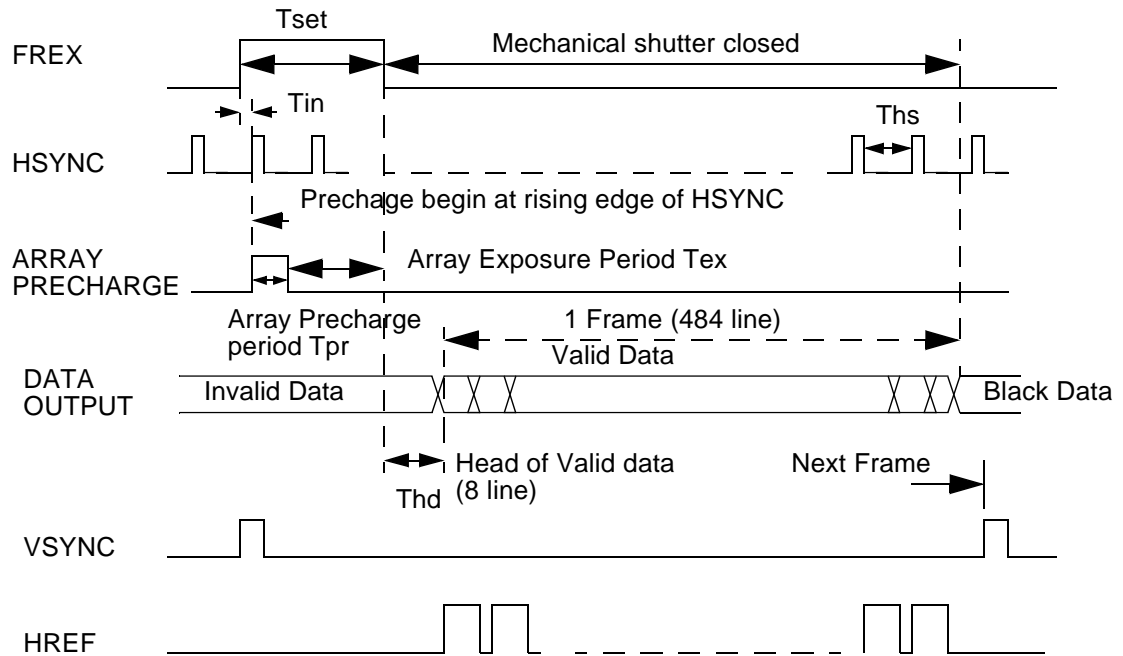 Tset
FREX
Mechanical shutter closed
Tin
Ths
HSYNC
Prechage begin at rising edge of HSYNC
ARRAY
PRECHARGE
Array Exposure Period Tex
Array Precharge
period Tpr
1 Frame (484 line)
Valid Data
DATA
OUTPUT
Invalid Data
Black Data
Head of Valid data
(8 line)
Thd
Next Frame
VSYNC
HREF